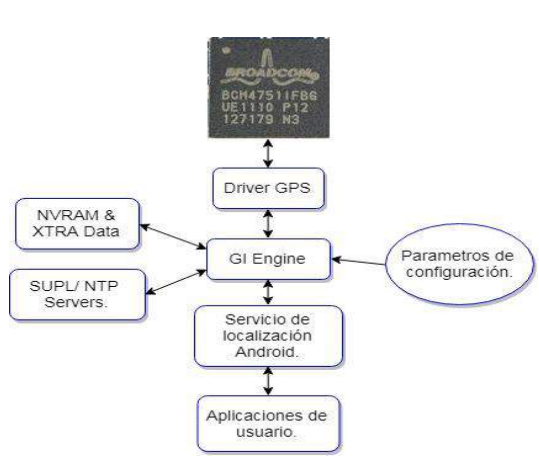 BROADCOM
BCM47511IFBG
UE1110 P12
127179 N3
Driver GPS
NVRAM &
XTRA Data
GI Engine
Parametros de
configuración.
SUPL/ NTP
Servers.
Servicio de
localización
Android.
Aplicaciones de
usuario.